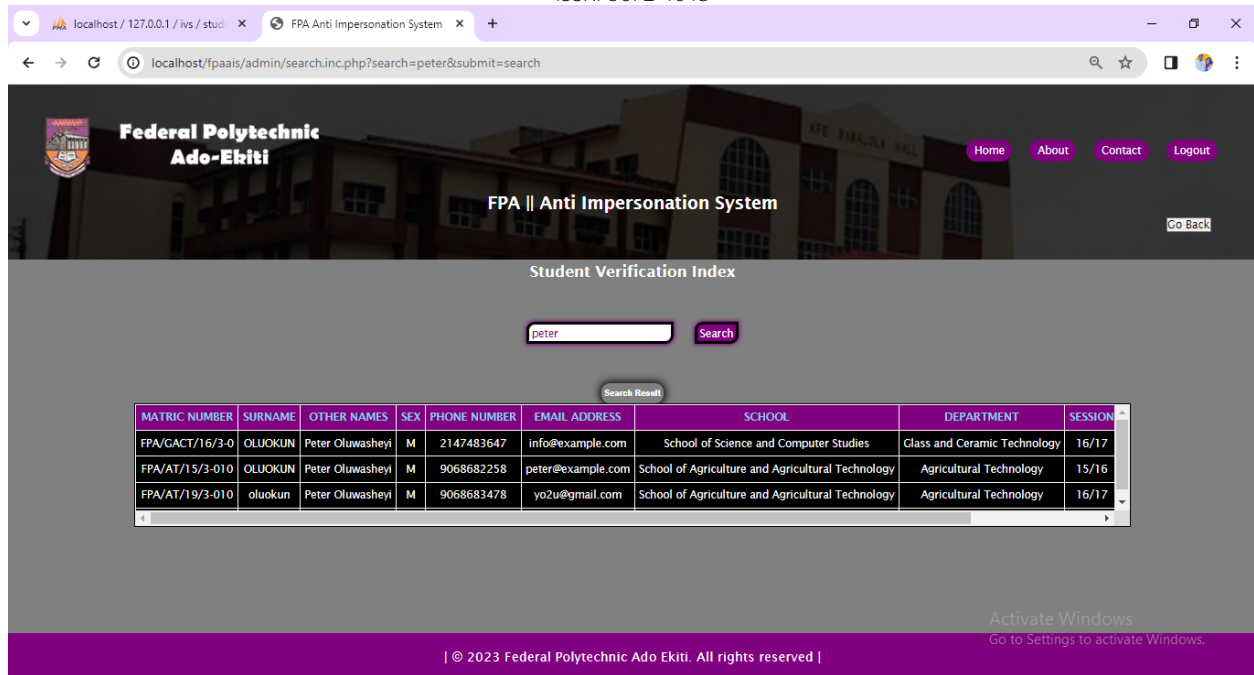 localhost / 127.0.0.1 / ivs / stud
FPA Anti Impersonation System
localhost/fpaais/admin/search.inc.php?search=peter&submit=search
Federal Polytechnic
Ado-Ekiti
AFE BABALOLA HALL
Home About Contact Logout
FPA || Anti Impersonation System
Go Back
Student Verification Index
peter Search
Search Result
MATRIC NUMBER SURNAME OTHER NAMES SEX PHONE NUMBER EMAIL ADDRESS SCHOOL DEPARTMENT SESSION
FPA/GACT/16/3-0 OLUOKUN Peter Oluwasheyi M 2147483647 info@example.com School of Science and Computer Studies Glass and Ceramic Technology 16/17
FPA/AT/15/3-010 OLUOKUN Peter Oluwasheyi M 9068682258 peter@example.com School of Agriculture and Agricultural Technology Agricultural Technology 15/16
FPA/AT/19/3-010 oluokun Peter Oluwasheyi M 9068683478 yo2u@gmail.com School of Agriculture and Agricultural Technology Agricultural Technology 16/17
Activate Windows
Go to Settings to activate Windows.
| © 2023 Federal Polytechnic Ado Ekiti. All rights reserved |